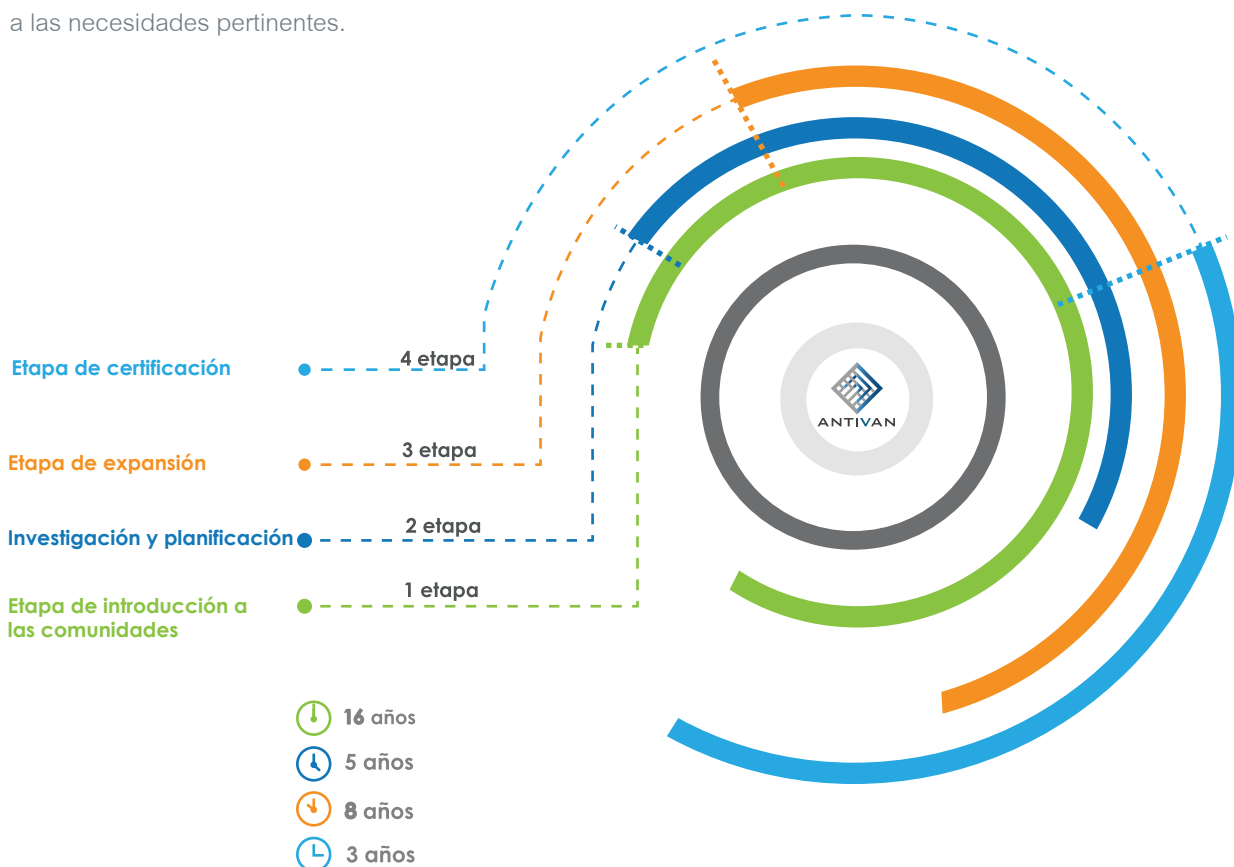 a las necesidades pertinentes.
4 etapa
Etapa de certificación
ANTIVAN
3 etapa
Etapa de expansión
2 etapa
Investigación y planificación
1 etapa
Etapa de introducción a
las comunidades
16 años
5 años
8 años
3 años